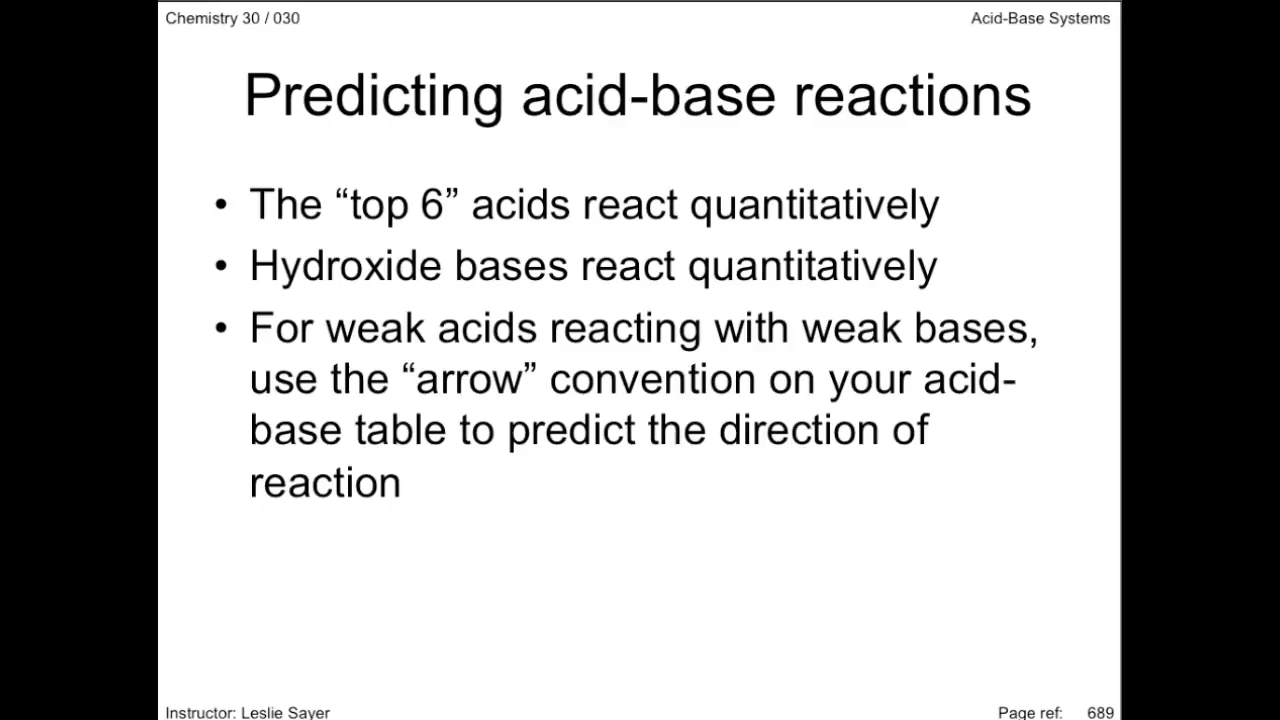 Chemistry 30 / 030
Acid-Base Systems
Predicting acid-base reactions
• The “top 6” acids react quantitatively
• Hydroxide bases react quantitatively
• For weak acids reacting with weak bases,
use the “arrow” convention on your acid-
base table to predict the direction of
reaction
Instructor: Leslie Sayer
Page ref: 689